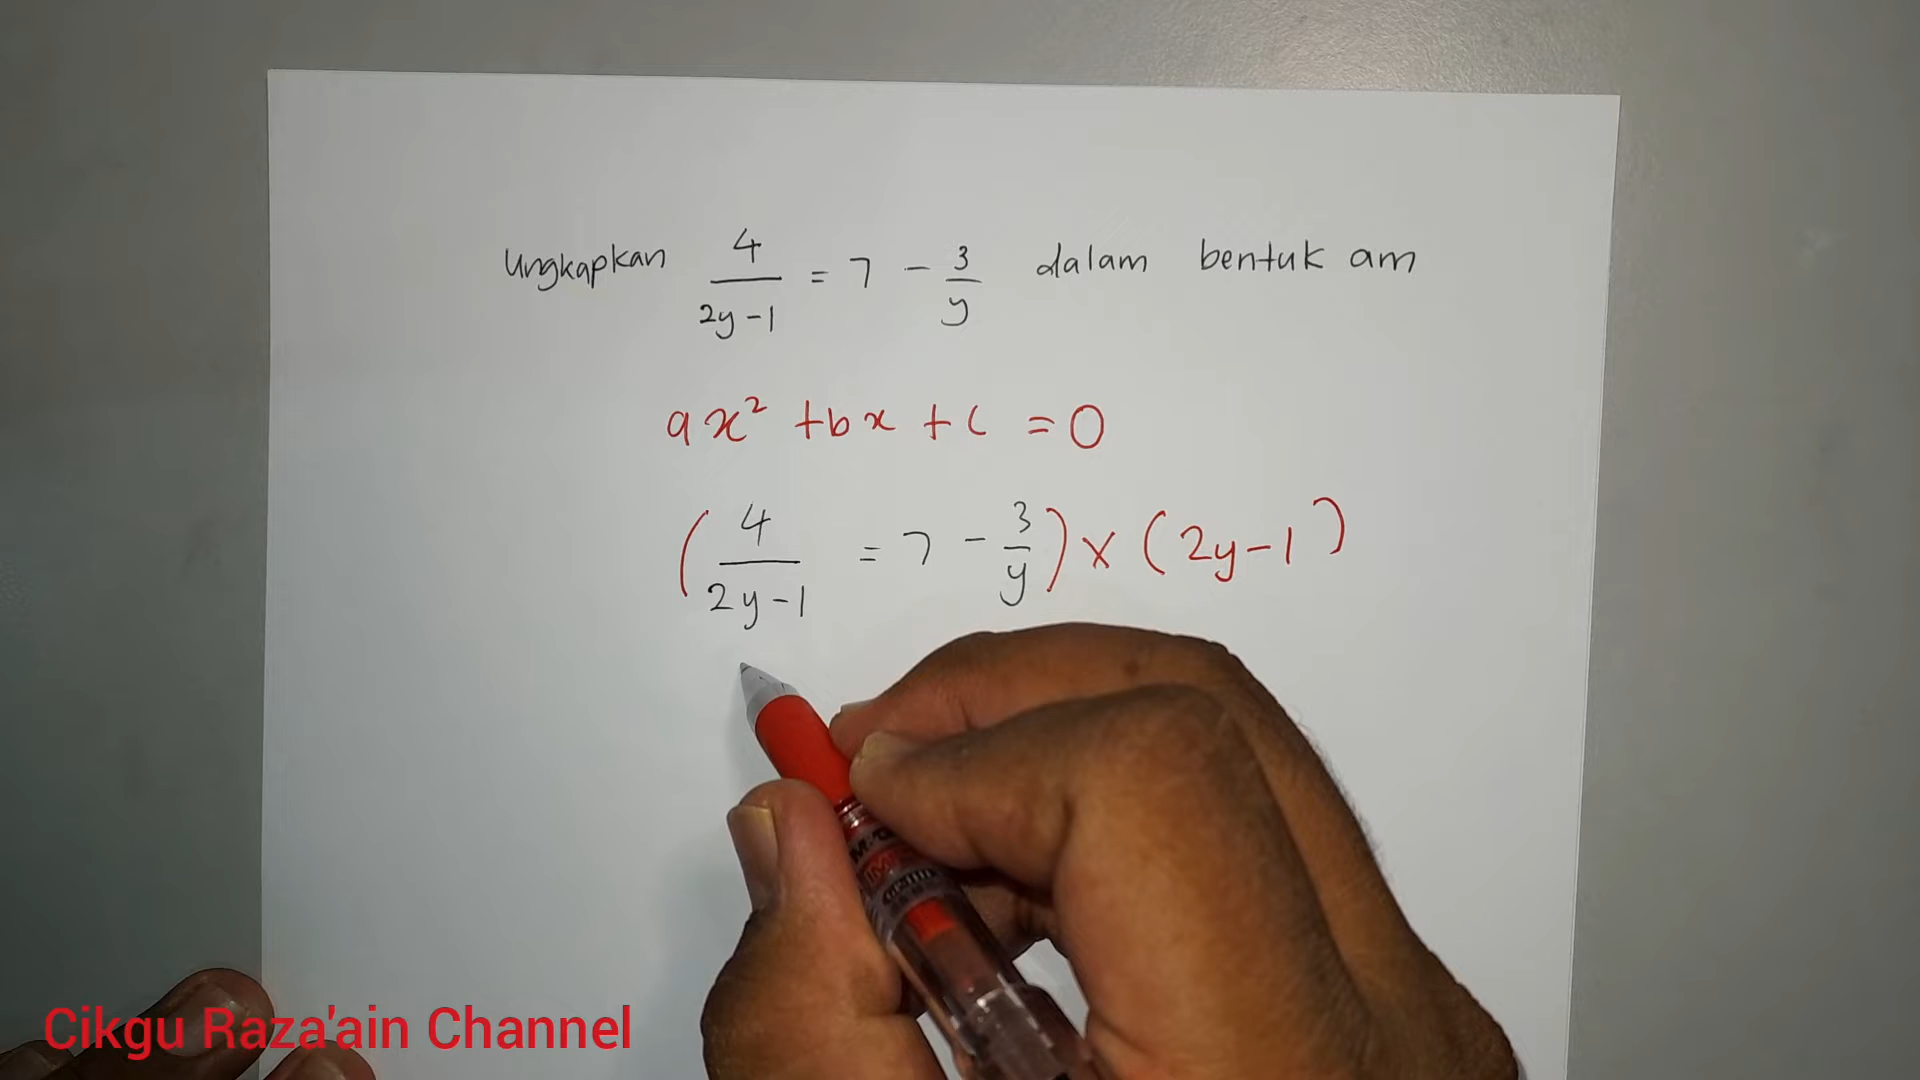 Ungkapkan 4/(2y-1) = 7 - 3/y dalam bentuk am
ax² + bx + c = 0
(4/(2y-1) = 7 - 3/y) x (2y-1)
Cikgu Raza'ain Channel